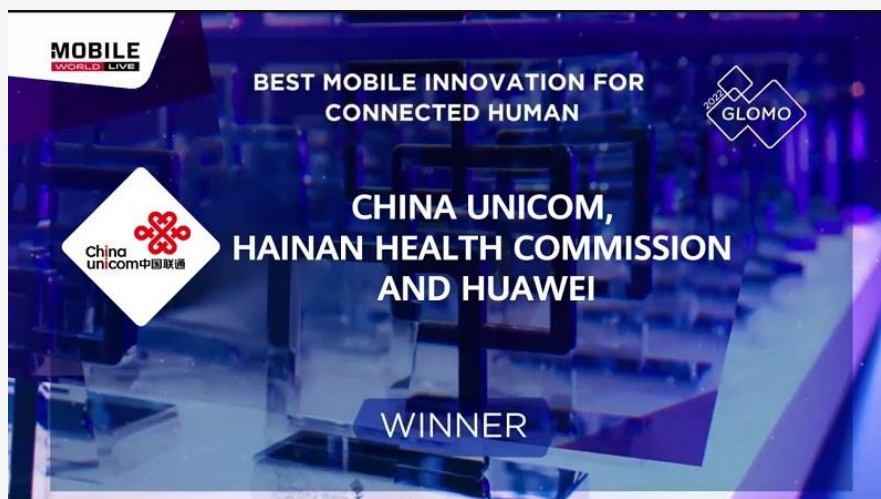 MOBILE
WORLD LIVE
BEST MOBILE INNOVATION FOR
CONNECTED HUMAN
2022
GLOMO
CHINA UNICOM,
HAINAN HEALTH COMMISSION
AND HUAWEI
China
unicom中国联通
WINNER